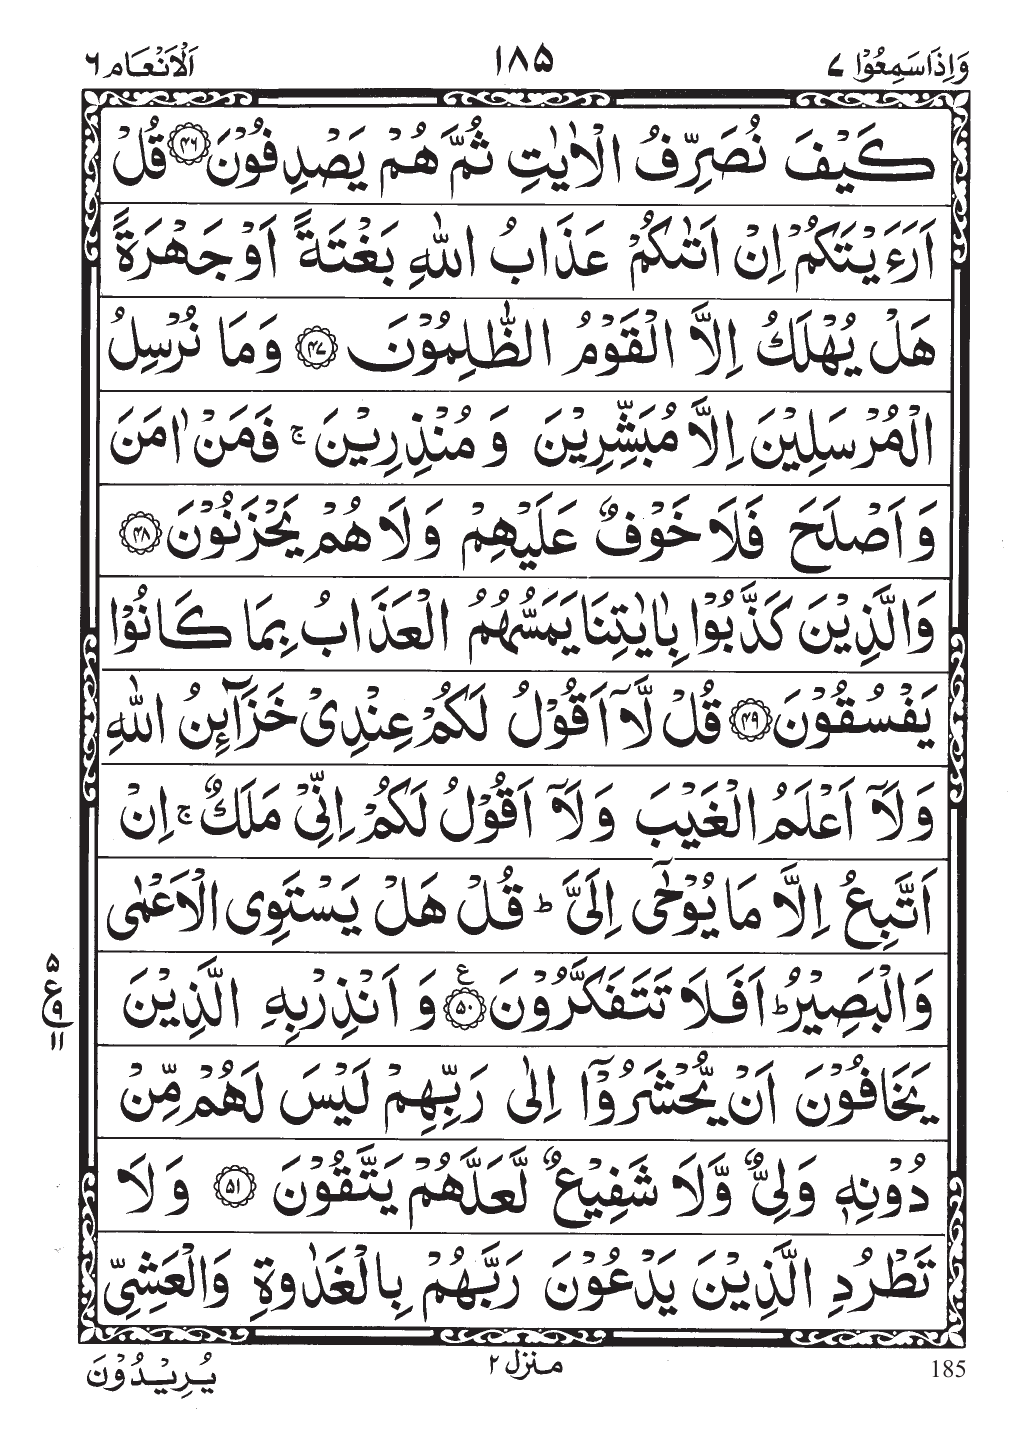 وَاِذَا سَمِعُوْا ٧ ١٨٥ اَلْاَنْعَام ٦
كَيْفَ نُصَرِّفُ الْاٰيٰتِ ثُمَّ هُمْ يَصْدِفُوْنَ ﴿٤٦﴾ قُلْ
اَرَءَيْتَكُمْ اِنْ اَتٰىكُمْ عَذَابُ اللّٰهِ بَغْتَةً اَوْ جَهْرَةً
هَلْ يُهْلَكُ اِلَّا الْقَوْمُ الظّٰلِمُوْنَ ﴿٤٧﴾ وَمَا نُرْسِلُ
الْمُرْسَلِيْنَ اِلَّا مُبَشِّرِيْنَ وَ مُنْذِرِيْنَ ۚ فَمَنْ اٰمَنَ
وَ اَصْلَحَ فَلَا خَوْفٌ عَلَيْهِمْ وَ لَا هُمْ يَحْزَنُوْنَ ﴿٤٨﴾
وَالَّذِيْنَ كَذَّبُوْا بِاٰيٰتِنَا يَمَسُّهُمُ الْعَذَابُ بِمَا كَانُوْا
يَفْسُقُوْنَ ﴿٤٩﴾ قُلْ لَّاۤ اَقُوْلُ لَكُمْ عِنْدِيْ خَزَآئِنُ اللّٰهِ
وَ لَاۤ اَعْلَمُ الْغَيْبَ وَ لَاۤ اَقُوْلُ لَكُمْ اِنِّيْ مَلَكٌ ۚ اِنْ
اَتَّبِعُ اِلَّا مَا يُوْحٰۤى اِلَيَّ ؕ قُلْ هَلْ يَسْتَوِى الْاَعْمٰى
وَالْبَصِيْرُ ؕ اَفَلَا تَتَفَكَّرُوْنَ ﴿٥٠﴾ ع وَ اَنْذِرْ بِهِ الَّذِيْنَ
٥
ع ٩
١١
يَخَافُوْنَ اَنْ يُّحْشَرُوْۤا اِلٰى رَبِّهِمْ لَيْسَ لَهُمْ مِّنْ
دُوْنِهٖ وَلِيٌّ وَّ لَا شَفِيْعٌ لَّعَلَّهُمْ يَتَّقُوْنَ ﴿٥١﴾ وَ لَا
تَطْرُدِ الَّذِيْنَ يَدْعُوْنَ رَبَّهُمْ بِالْغَدٰوةِ وَالْعَشِيِّ
185 منزل ٢ يُرِيْدُوْنَ